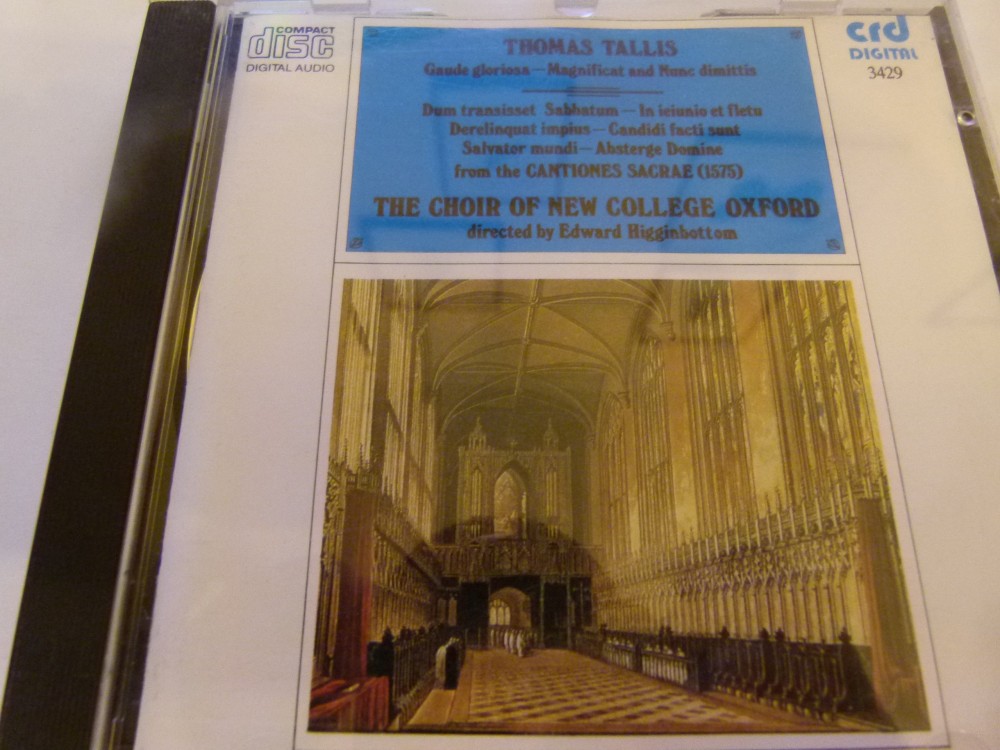 COMPACT
disc
DIGITAL AUDIO
THOMAS TALLIS
Gaude gloriosa — Magnificat and Nunc dimittis
Dum transisset Sabbatum — In ieiunio et fletu
Derelinquat impius — Candidi facti sunt
Salvator mundi — Absterge Domine
from the CANTIONES SACRAE (1575)
THE CHOIR OF NEW COLLEGE OXFORD
directed by Edward Higginbottom
crd
DIGITAL
3429